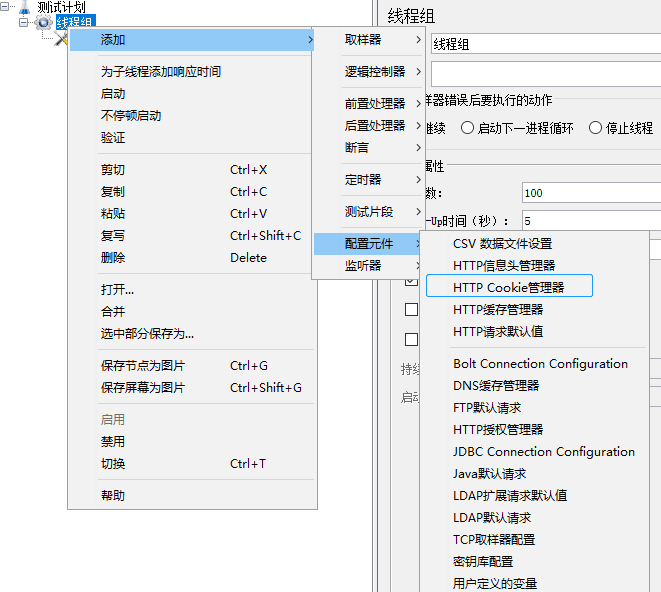 测试计划
线程组
添加
为子线程添加响应时间
启动
不停顿启动
验证
剪切 Ctrl+X
复制 Ctrl+C
粘贴 Ctrl+V
复写 Ctrl+Shift+C
删除 Delete
打开...
合并
选中部分保存为...
保存节点为图片 Ctrl+G
保存屏幕为图片 Ctrl+Shift+G
启用
禁用
切换 Ctrl+T
帮助
取样器
逻辑控制器
前置处理器
后置处理器
断言
定时器
测试片段
配置元件
监听器
CSV 数据文件设置
HTTP信息头管理器
HTTP Cookie管理器
HTTP缓存管理器
HTTP请求默认值
Bolt Connection Configuration
DNS缓存管理器
FTP默认请求
HTTP授权管理器
JDBC Connection Configuration
Java默认请求
LDAP扩展请求默认值
LDAP默认请求
TCP取样器配置
密钥库配置
用户定义的变量
线程组
线程组
样器错误后要执行的动作
继续 启动下一进程循环 停止线程
属性
数: 100
-Up时间（秒）: 5
持续
启动